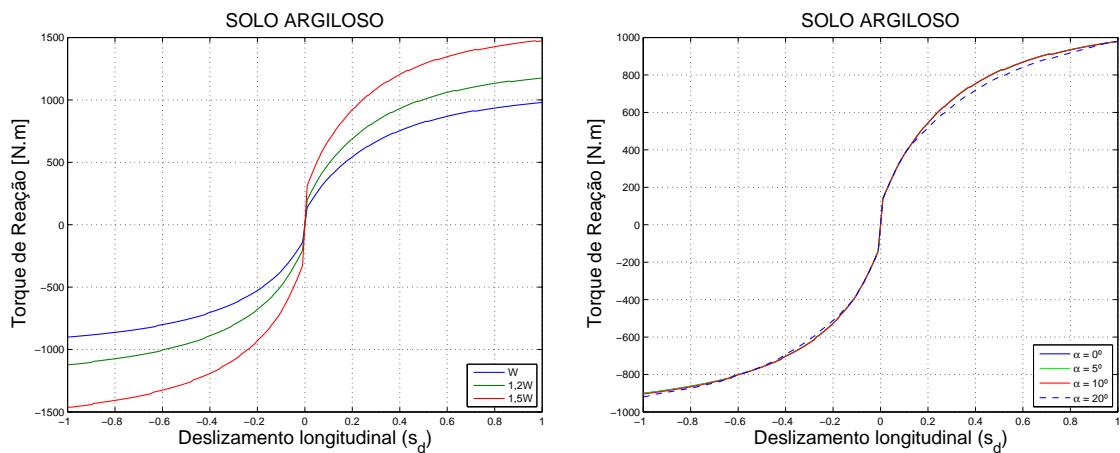 SOLO ARGILOSO
1500
1000
500
0
−500
−1000
−1500
Torque de Reação [N.m]
−1 −0.8 −0.6 −0.4 −0.2 0 0.2 0.4 0.6 0.8 1
Deslizamento longitudinal (s_d)
W
1,2W
1,5W
SOLO ARGILOSO
1000
800
600
400
200
0
−200
−400
−600
−800
−1000
Torque de Reação [N.m]
−1 −0.8 −0.6 −0.4 −0.2 0 0.2 0.4 0.6 0.8 1
Deslizamento longitudinal (s_d)
α = 0º
α = 5º
α = 10º
α = 20º